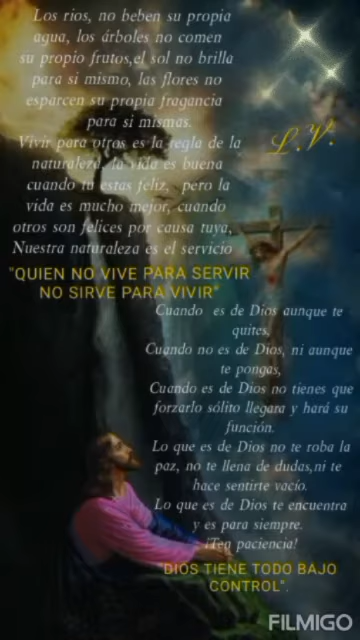 Los rios, no beben su propia
agua, los árboles no comen
su propio frutos,el sol no brilla
para si mismo, las flores no
esparcen su propia fragancia
para si mismas.
Vivir para otros es la regla de la
naturaleza, la vida es buena
cuando tu estas feliz, pero la
vida es mucho mejor, cuando
otros son felices por causa tuya,
Nuestra naturaleza es el servicio
"QUIEN NO VIVE PARA SERVIR
NO SIRVE PARA VIVIR"
L.V.
Cuando es de Dios aunque te
quites,
Cuando no es de Dios, ni aunque
te pongas,
Cuando es de Dios no tienes que
forzarlo sólito llegara y hará su
función.
Lo que es de Dios no te roba la
paz, no te llena de dudas,ni te
hace sentirte vacío.
Lo que es de Dios te encuentra
y es para siempre.
¡Ten paciencia!
"DIOS TIENE TODO BAJO
CONTROL".
FILMIGO